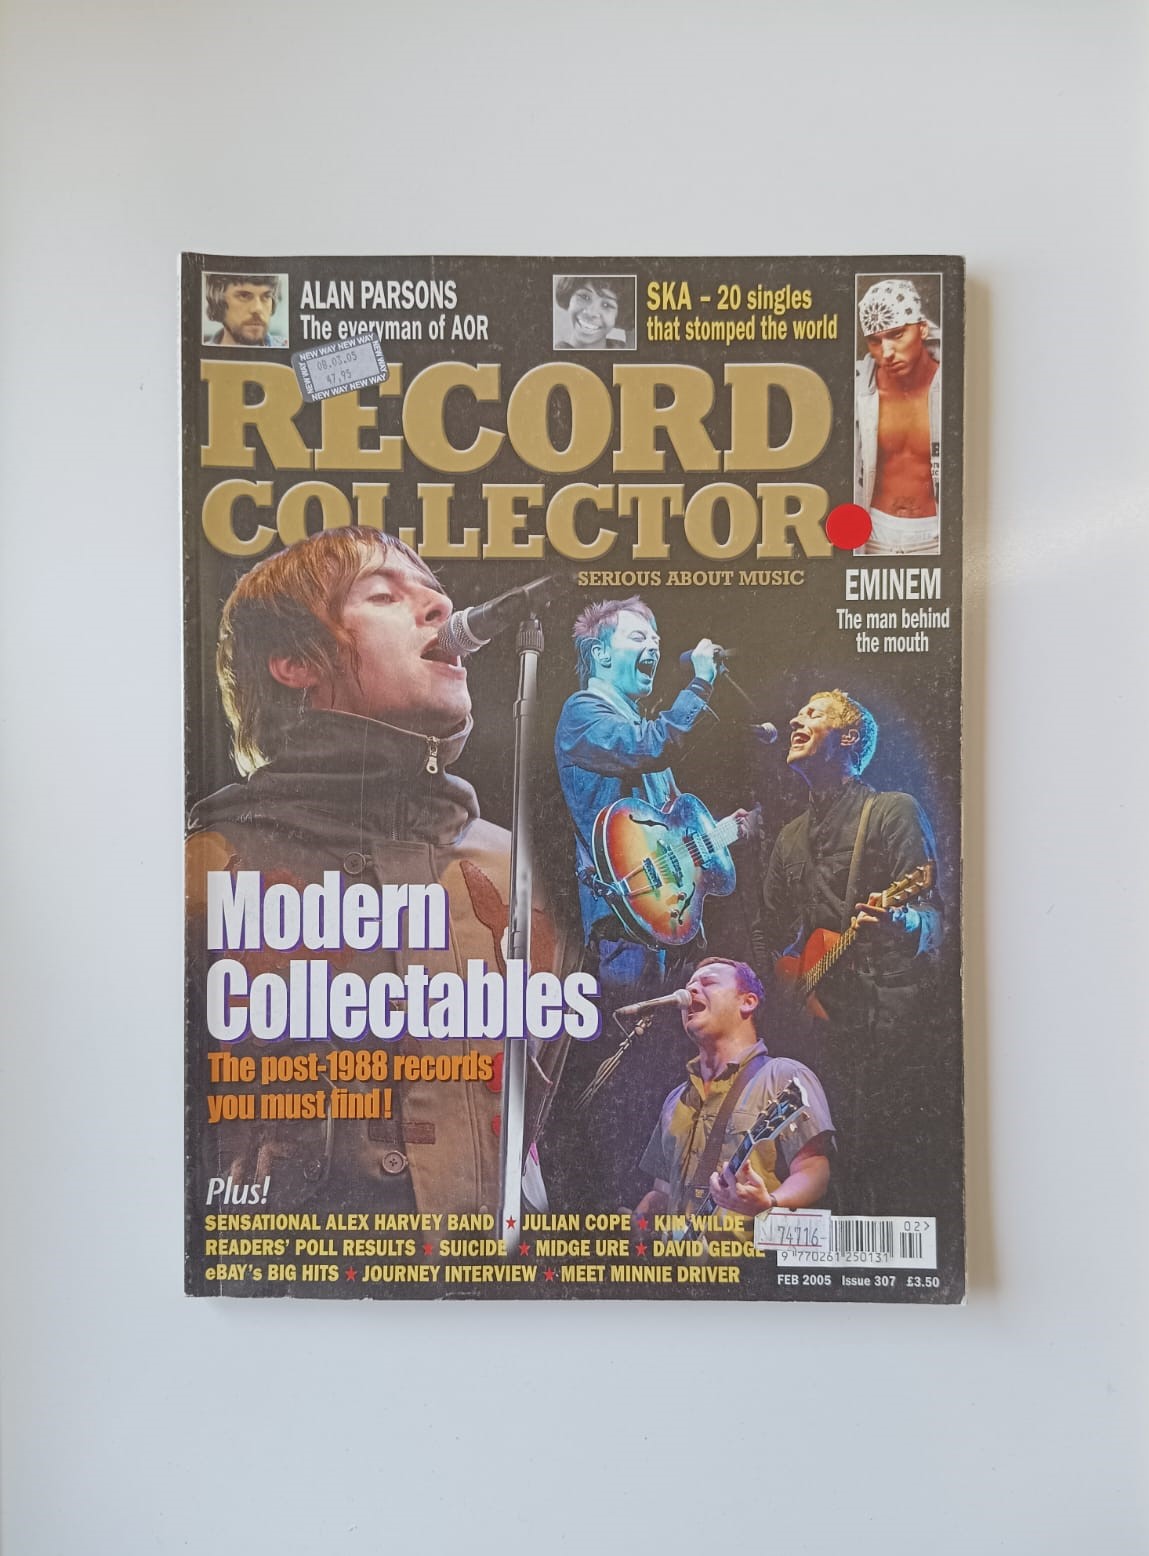 ALAN PARSONS
The everyman of AOR
SKA – 20 singles
that stomped the world
NEW WAY NEW WAY
NEW WAY
08.03.05
47,95
NEW WAY
NEW WAY NEW WAY
RECORD
COLLECTOR
SERIOUS ABOUT MUSIC
EMINEM
The man behind
the mouth
Modern
Collectables
The post-1988 records
you must find!
Plus!
SENSATIONAL ALEX HARVEY BAND ★ JULIAN COPE ★ KIM WILDE
READERS' POLL RESULTS ★ SUICIDE ★ MIDGE URE ★ DAVID GEDGE
eBAY's BIG HITS ★ JOURNEY INTERVIEW ★ MEET MINNIE DRIVER
74716-
02>
9 770261 250131
FEB 2005 Issue 307 £3.50